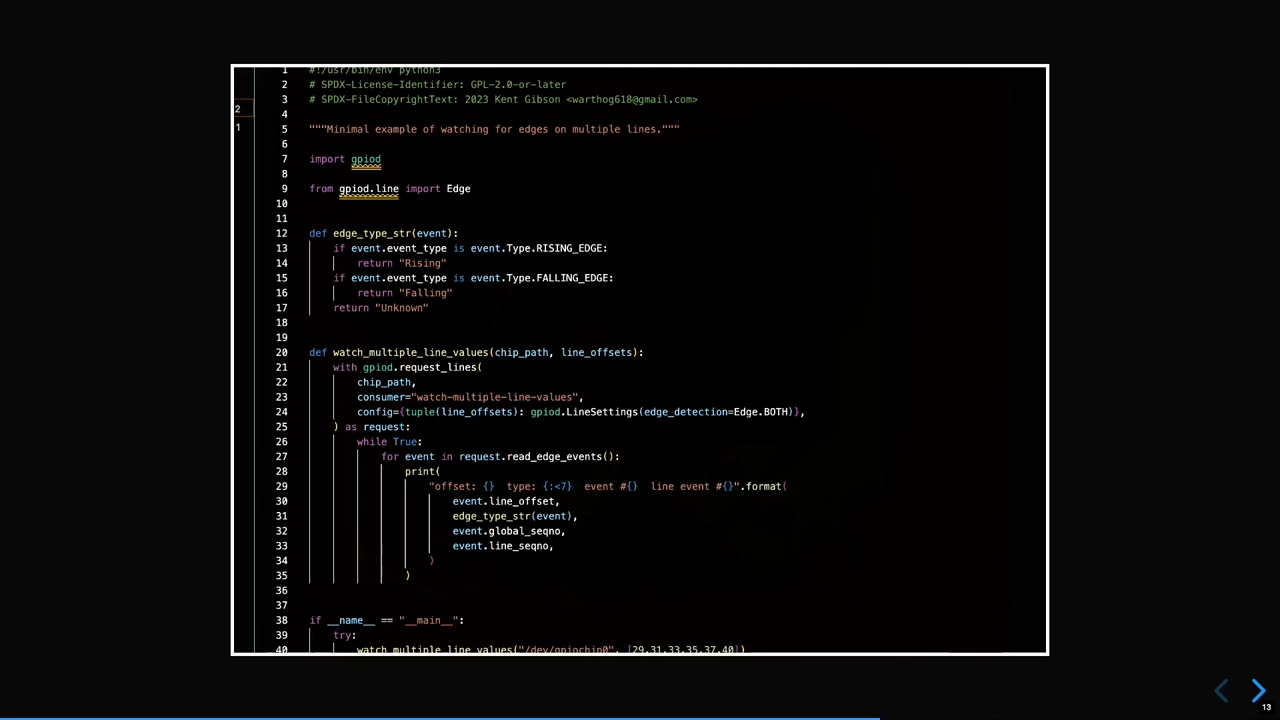 2
1
1 #!/usr/bin/env python3
2 # SPDX-License-Identifier: GPL-2.0-or-later
3 # SPDX-FileCopyrightText: 2023 Kent Gibson <warthog618@gmail.com>
4
5 """Minimal example of watching for edges on multiple lines."""
6
7 import gpiod
8
9 from gpiod.line import Edge
10
11
12 def edge_type_str(event):
13     if event.event_type is event.Type.RISING_EDGE:
14         return "Rising"
15     if event.event_type is event.Type.FALLING_EDGE:
16         return "Falling"
17     return "Unknown"
18
19
20 def watch_multiple_line_values(chip_path, line_offsets):
21     with gpiod.request_lines(
22         chip_path,
23         consumer="watch-multiple-line-values",
24         config={tuple(line_offsets): gpiod.LineSettings(edge_detection=Edge.BOTH)},
25     ) as request:
26         while True:
27             for event in request.read_edge_events():
28                 print(
29                     "offset: {}  type: {:<7}  event #{}  line event #{}".format(
30                         event.line_offset,
31                         edge_type_str(event),
32                         event.global_seqno,
33                         event.line_seqno,
34                     )
35                 )
36
37
38 if __name__ == "__main__":
39     try:
40         watch_multiple_line_values("/dev/gpiochip0", [29,31,33,35,37,40])
13